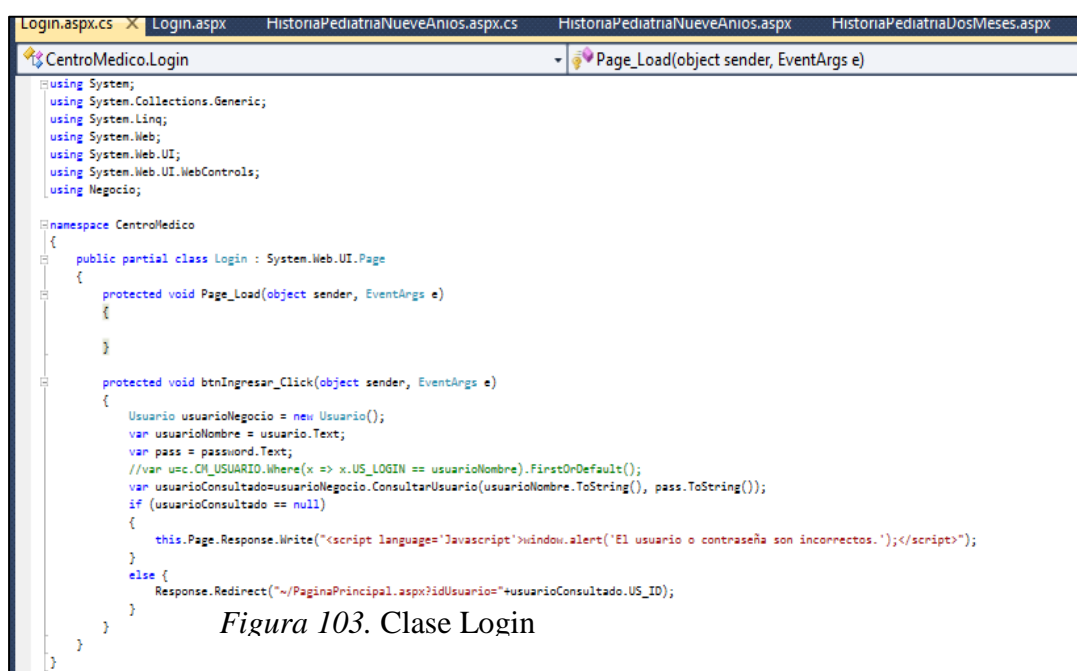 Login.aspx.cs X Login.aspx HistoriaPediatriaNueveAnios.aspx.cs HistoriaPediatriaNueveAnios.aspx HistoriaPediatriaDosMeses.aspx
CentroMedico.Login Page_Load(object sender, EventArgs e)
using System;
using System.Collections.Generic;
using System.Linq;
using System.Web;
using System.Web.UI;
using System.Web.UI.WebControls;
using Negocio;
namespace CentroMedico
{
public partial class Login : System.Web.UI.Page
{
protected void Page_Load(object sender, EventArgs e)
{
}
protected void btnIngresar_Click(object sender, EventArgs e)
{
Usuario usuarioNegocio = new Usuario();
var usuarioNombre = usuario.Text;
var pass = password.Text;
//var u=c.CM_USUARIO.Where(x => x.US_LOGIN == usuarioNombre).FirstOrDefault();
var usuarioConsultado=usuarioNegocio.ConsultarUsuario(usuarioNombre.ToString(), pass.ToString());
if (usuarioConsultado == null)
{
this.Page.Response.Write("<script language='Javascript'>window.alert('El usuario o contraseña son incorrectos.');</script>");
}
else {
Response.Redirect("~/PaginaPrincipal.aspx?idUsuario="+usuarioConsultado.US_ID);
}
}
Figura 103. Clase Login
}
}